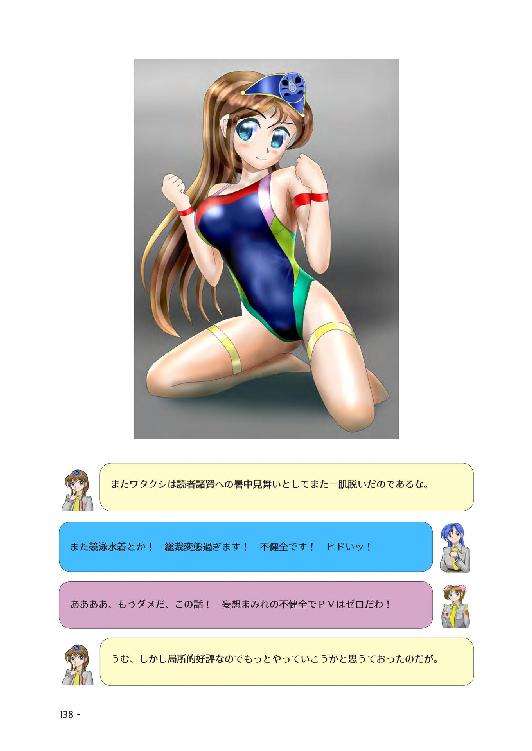 またワタクシは読者諸賢への暑中見舞いとしてまた一肌脱いだのであるな。
また競泳水着とか！　総裁変態過ぎます！　不健全です！　ヒドいッ！
ああああ、もうダメだ、この話！　妄想まみれの不健全でＰＶはゼロだわ！
うむ、しかし局所的好評なのでもっとやっていこうかと思うておったのだが。
138 -